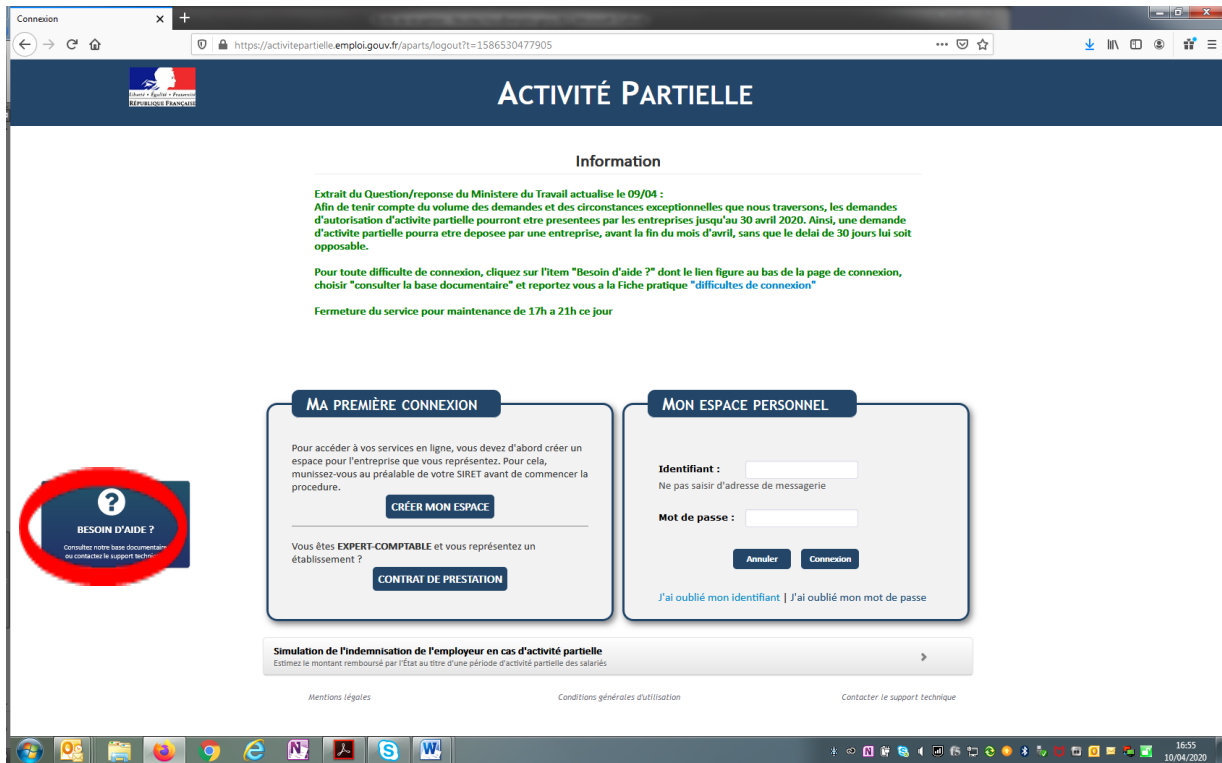 Connexion
https://activitepartielle.emploi.gouv.fr/aparts/logout?t=1586530477905
Liberté • Égalité • Fraternité
RÉPUBLIQUE FRANÇAISE
ACTIVITÉ PARTIELLE
Information
Extrait du Question/reponse du Ministere du Travail actualise le 09/04 :
Afin de tenir compte du volume des demandes et des circonstances exceptionnelles que nous traversons, les demandes
d'autorisation d'activite partielle pourront etre presentees par les entreprises jusqu'au 30 avril 2020. Ainsi, une demande
d'activite partielle pourra etre deposee par une entreprise, avant la fin du mois d'avril, sans que le delai de 30 jours lui soit
opposable.
Pour toute difficulte de connexion, cliquez sur l'item "Besoin d'aide ?" dont le lien figure au bas de la page de connexion,
choisir "consulter la base documentaire" et reportez vous a la Fiche pratique "difficultes de connexion"
Fermeture du service pour maintenance de 17h a 21h ce jour
MA PREMIÈRE CONNEXION
Pour accéder à vos services en ligne, vous devez d'abord créer un
espace pour l'entreprise que vous représentez. Pour cela,
munissez-vous au préalable de votre SIRET avant de commencer la
procedure.
CRÉER MON ESPACE
Vous êtes EXPERT-COMPTABLE et vous représentez un
établissement ?
CONTRAT DE PRESTATION
MON ESPACE PERSONNEL
Identifiant :
Ne pas saisir d'adresse de messagerie
Mot de passe :
Annuler Connexion
J'ai oublié mon identifiant | J'ai oublié mon mot de passe
?
BESOIN D'AIDE ?
Consultez notre base documentaire
ou contactez le support
Simulation de l'indemnisation de l'employeur en cas d'activité partielle
Estimez le montant remboursé par l'État au titre d'une période d'activité partielle des salariés
Mentions légales Conditions générales d'utilisation Contacter le support technique
16:55
10/04/2020